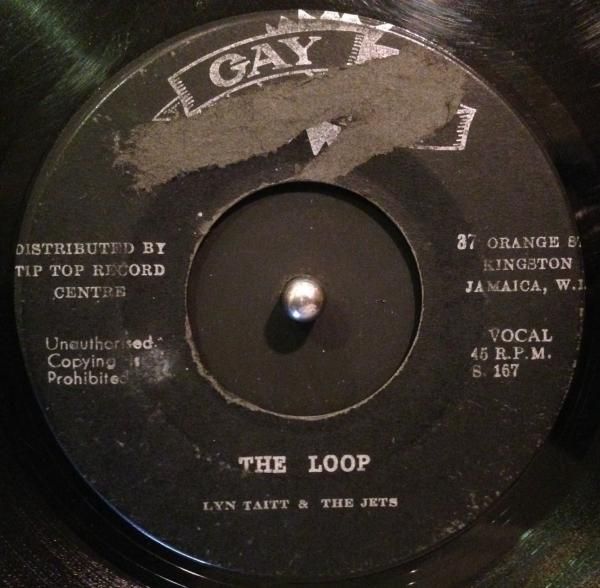 GAY
DISTRIBUTED BY
TIP TOP RECORD
CENTRE
Unauthorised
Copying is
Prohibited
37 ORANGE S
KINGSTON
JAMAICA, W.I.
VOCAL
45 R.P.M.
S. 167
THE LOOP
LYN TAITT & THE JETS